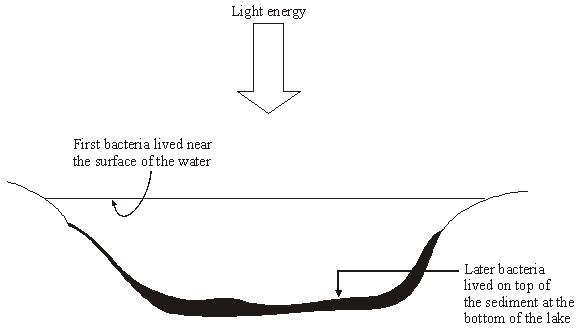 Light energy
First bacteria lived near
the surface of the water
Later bacteria
lived on top of
the sediment at the
bottom of the lake